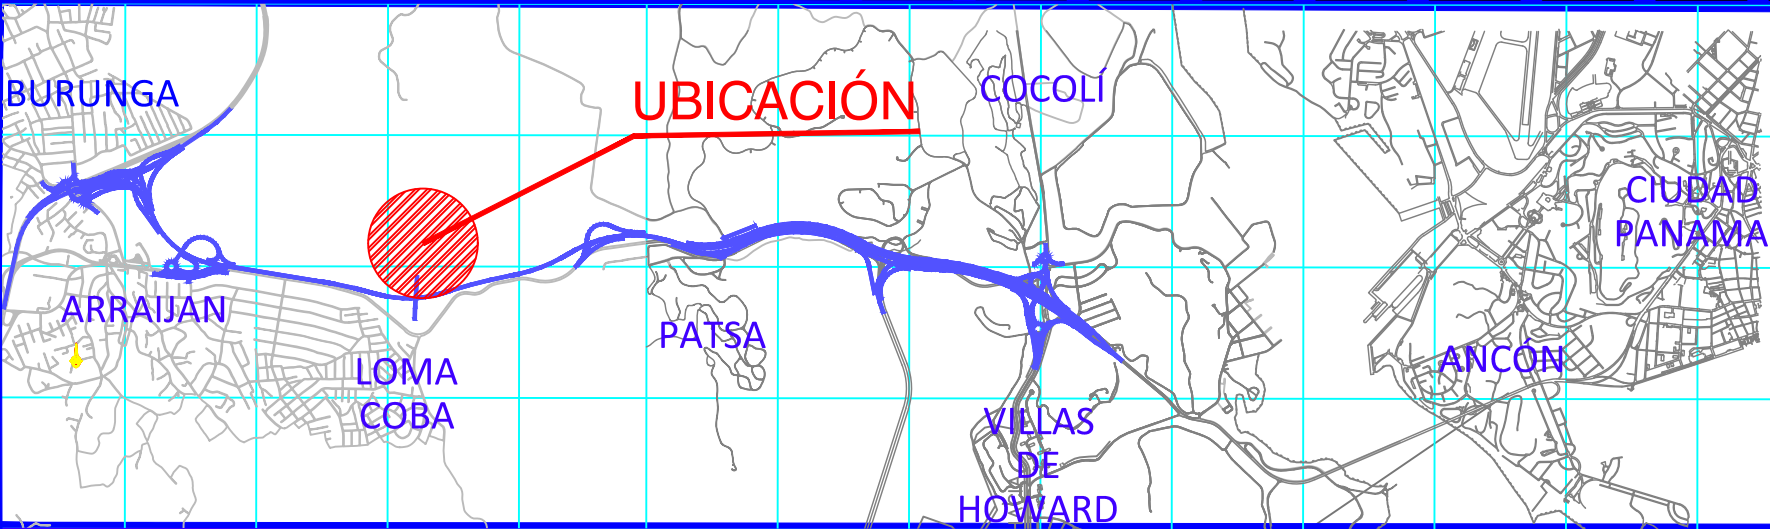 BURUNGA
UBICACIÓN
COCOLÍ
CIUDAD
PANAMA
ARRAIJAN
PATSA
LOMA
COBA
ANCÓN
VILLAS
DE
HOWARD